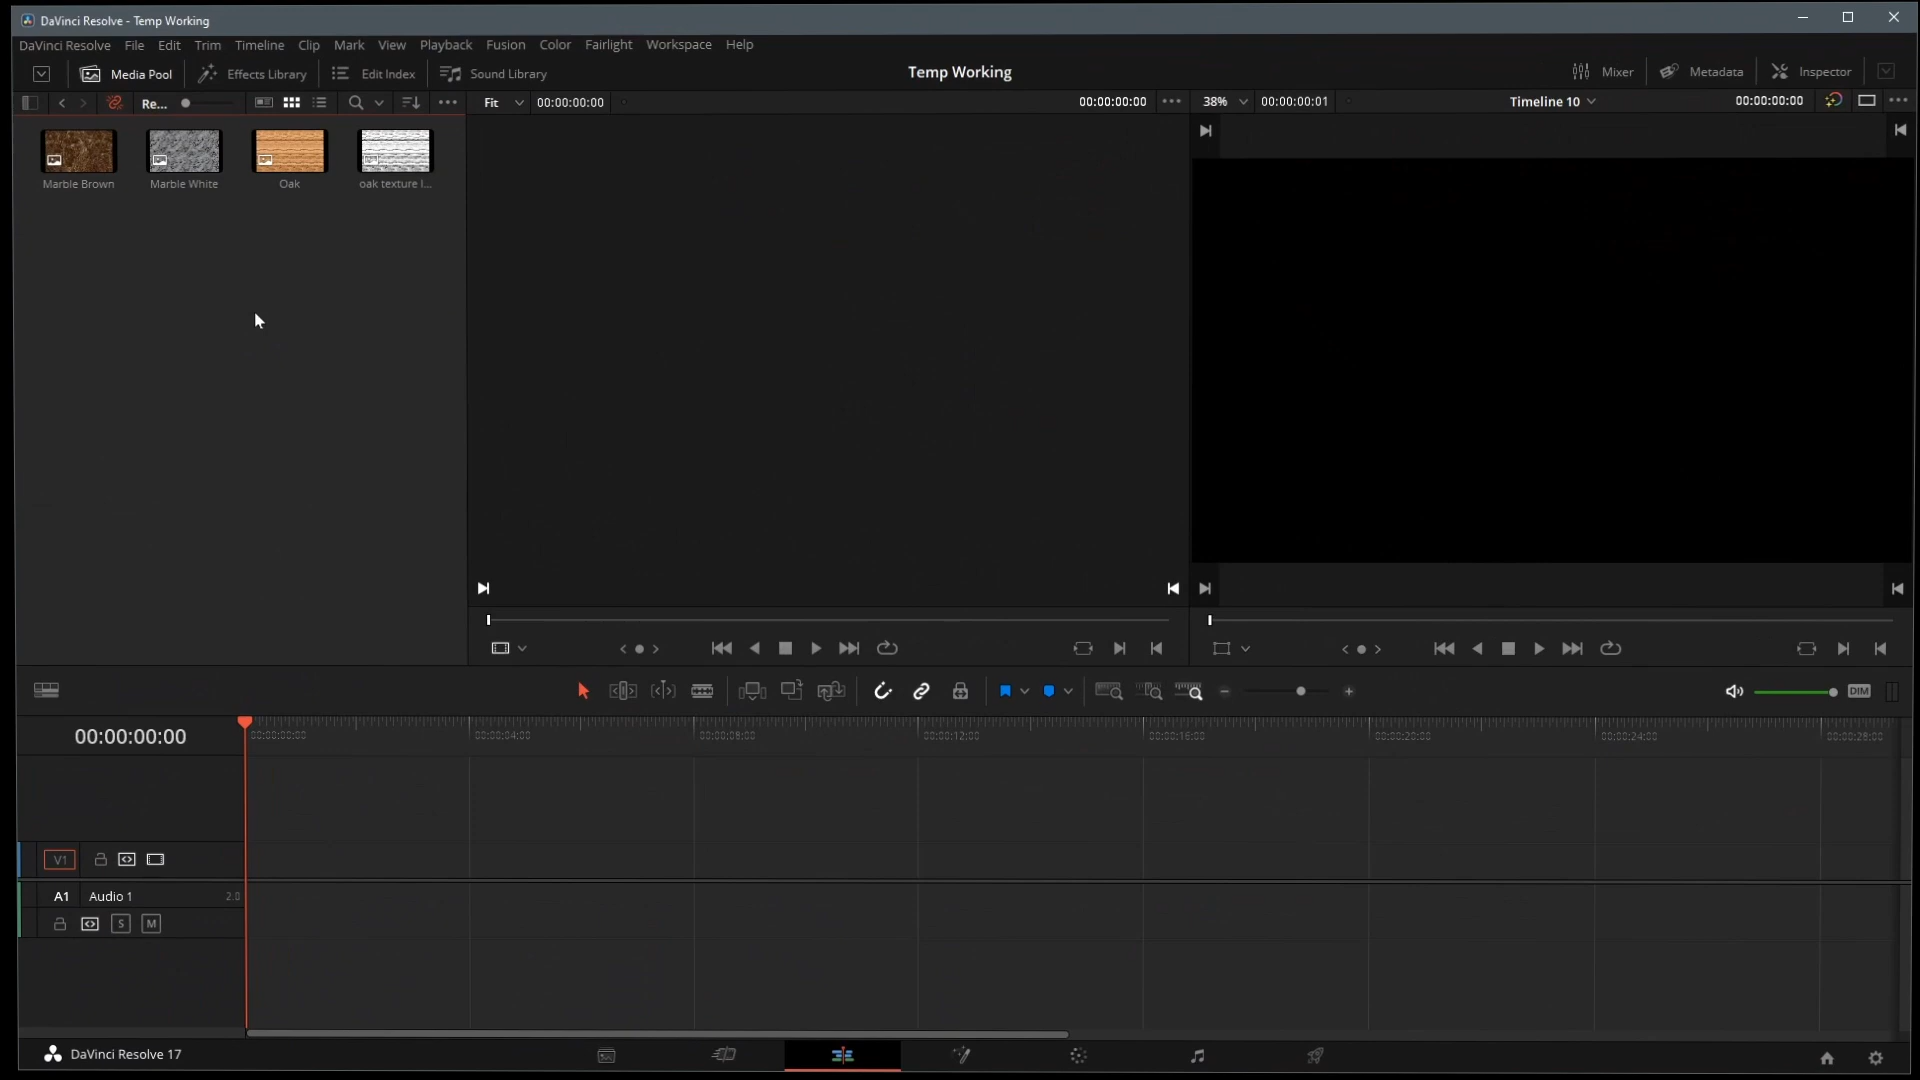 DaVinci Resolve - Temp Working
DaVinci Resolve File Edit Trim Timeline Clip Mark View Playback Fusion Color Fairlight Workspace Help
Media Pool Effects Library Edit Index Sound Library Temp Working Mixer Metadata Inspector
Re... Fit 00:00:00:00 00:00:00:00 38% 00:00:00:01 Timeline 10 00:00:00:00
Marble Brown Marble White Oak oak texture l...
DIM
00:00:00:00 00:00:00:00 00:00:04:00 00:00:08:00 00:00:12:00 00:00:16:00 00:00:20:00 00:00:24:00 00:00:28:00
V1
A1 Audio 1 2.0
S M
DaVinci Resolve 17